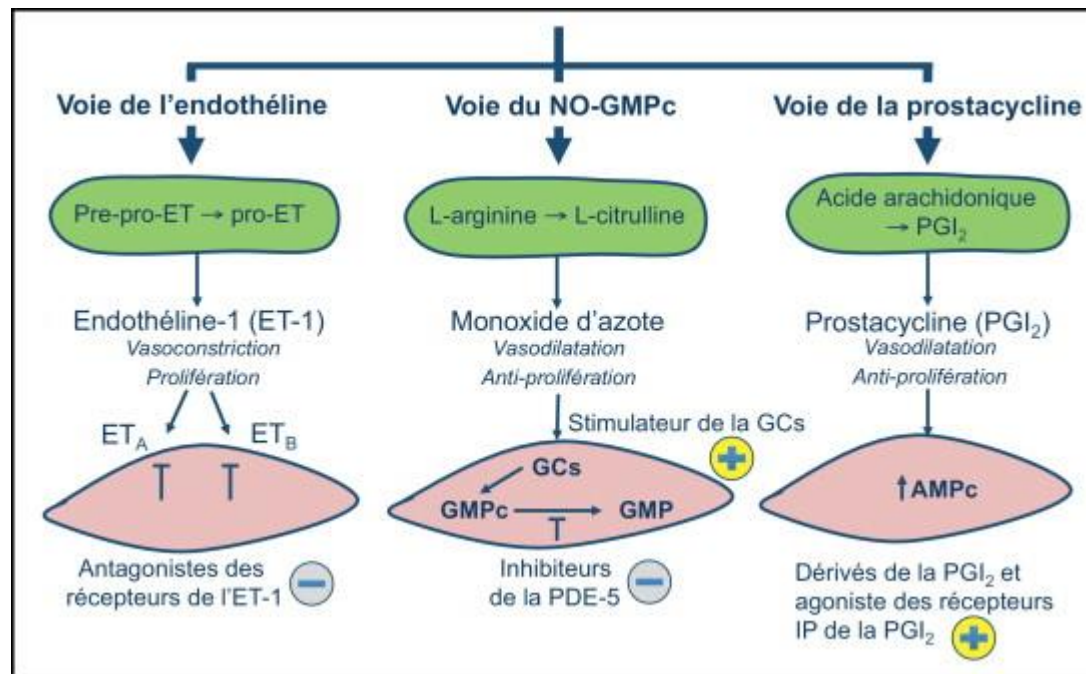 Voie de l'endothéline
Pre-pro-ET → pro-ET
Endothéline-1 (ET-1)
Vasoconstriction
Prolifération
ET_A ET_B
Antagonistes des
récepteurs de l'ET-1
Voie du NO-GMPc
L-arginine → L-citrulline
Monoxide d'azote
Vasodilatation
Anti-prolifération
Stimulateur de la GCs
GCs
GMPc → GMP
Inhibiteurs
de la PDE-5
Voie de la prostacycline
Acide arachidonique
→ PGI₂
Prostacycline (PGI₂)
Vasodilatation
Anti-prolifération
↑AMPc
Dérivés de la PGI₂ et
agoniste des récepteurs
IP de la PGI₂